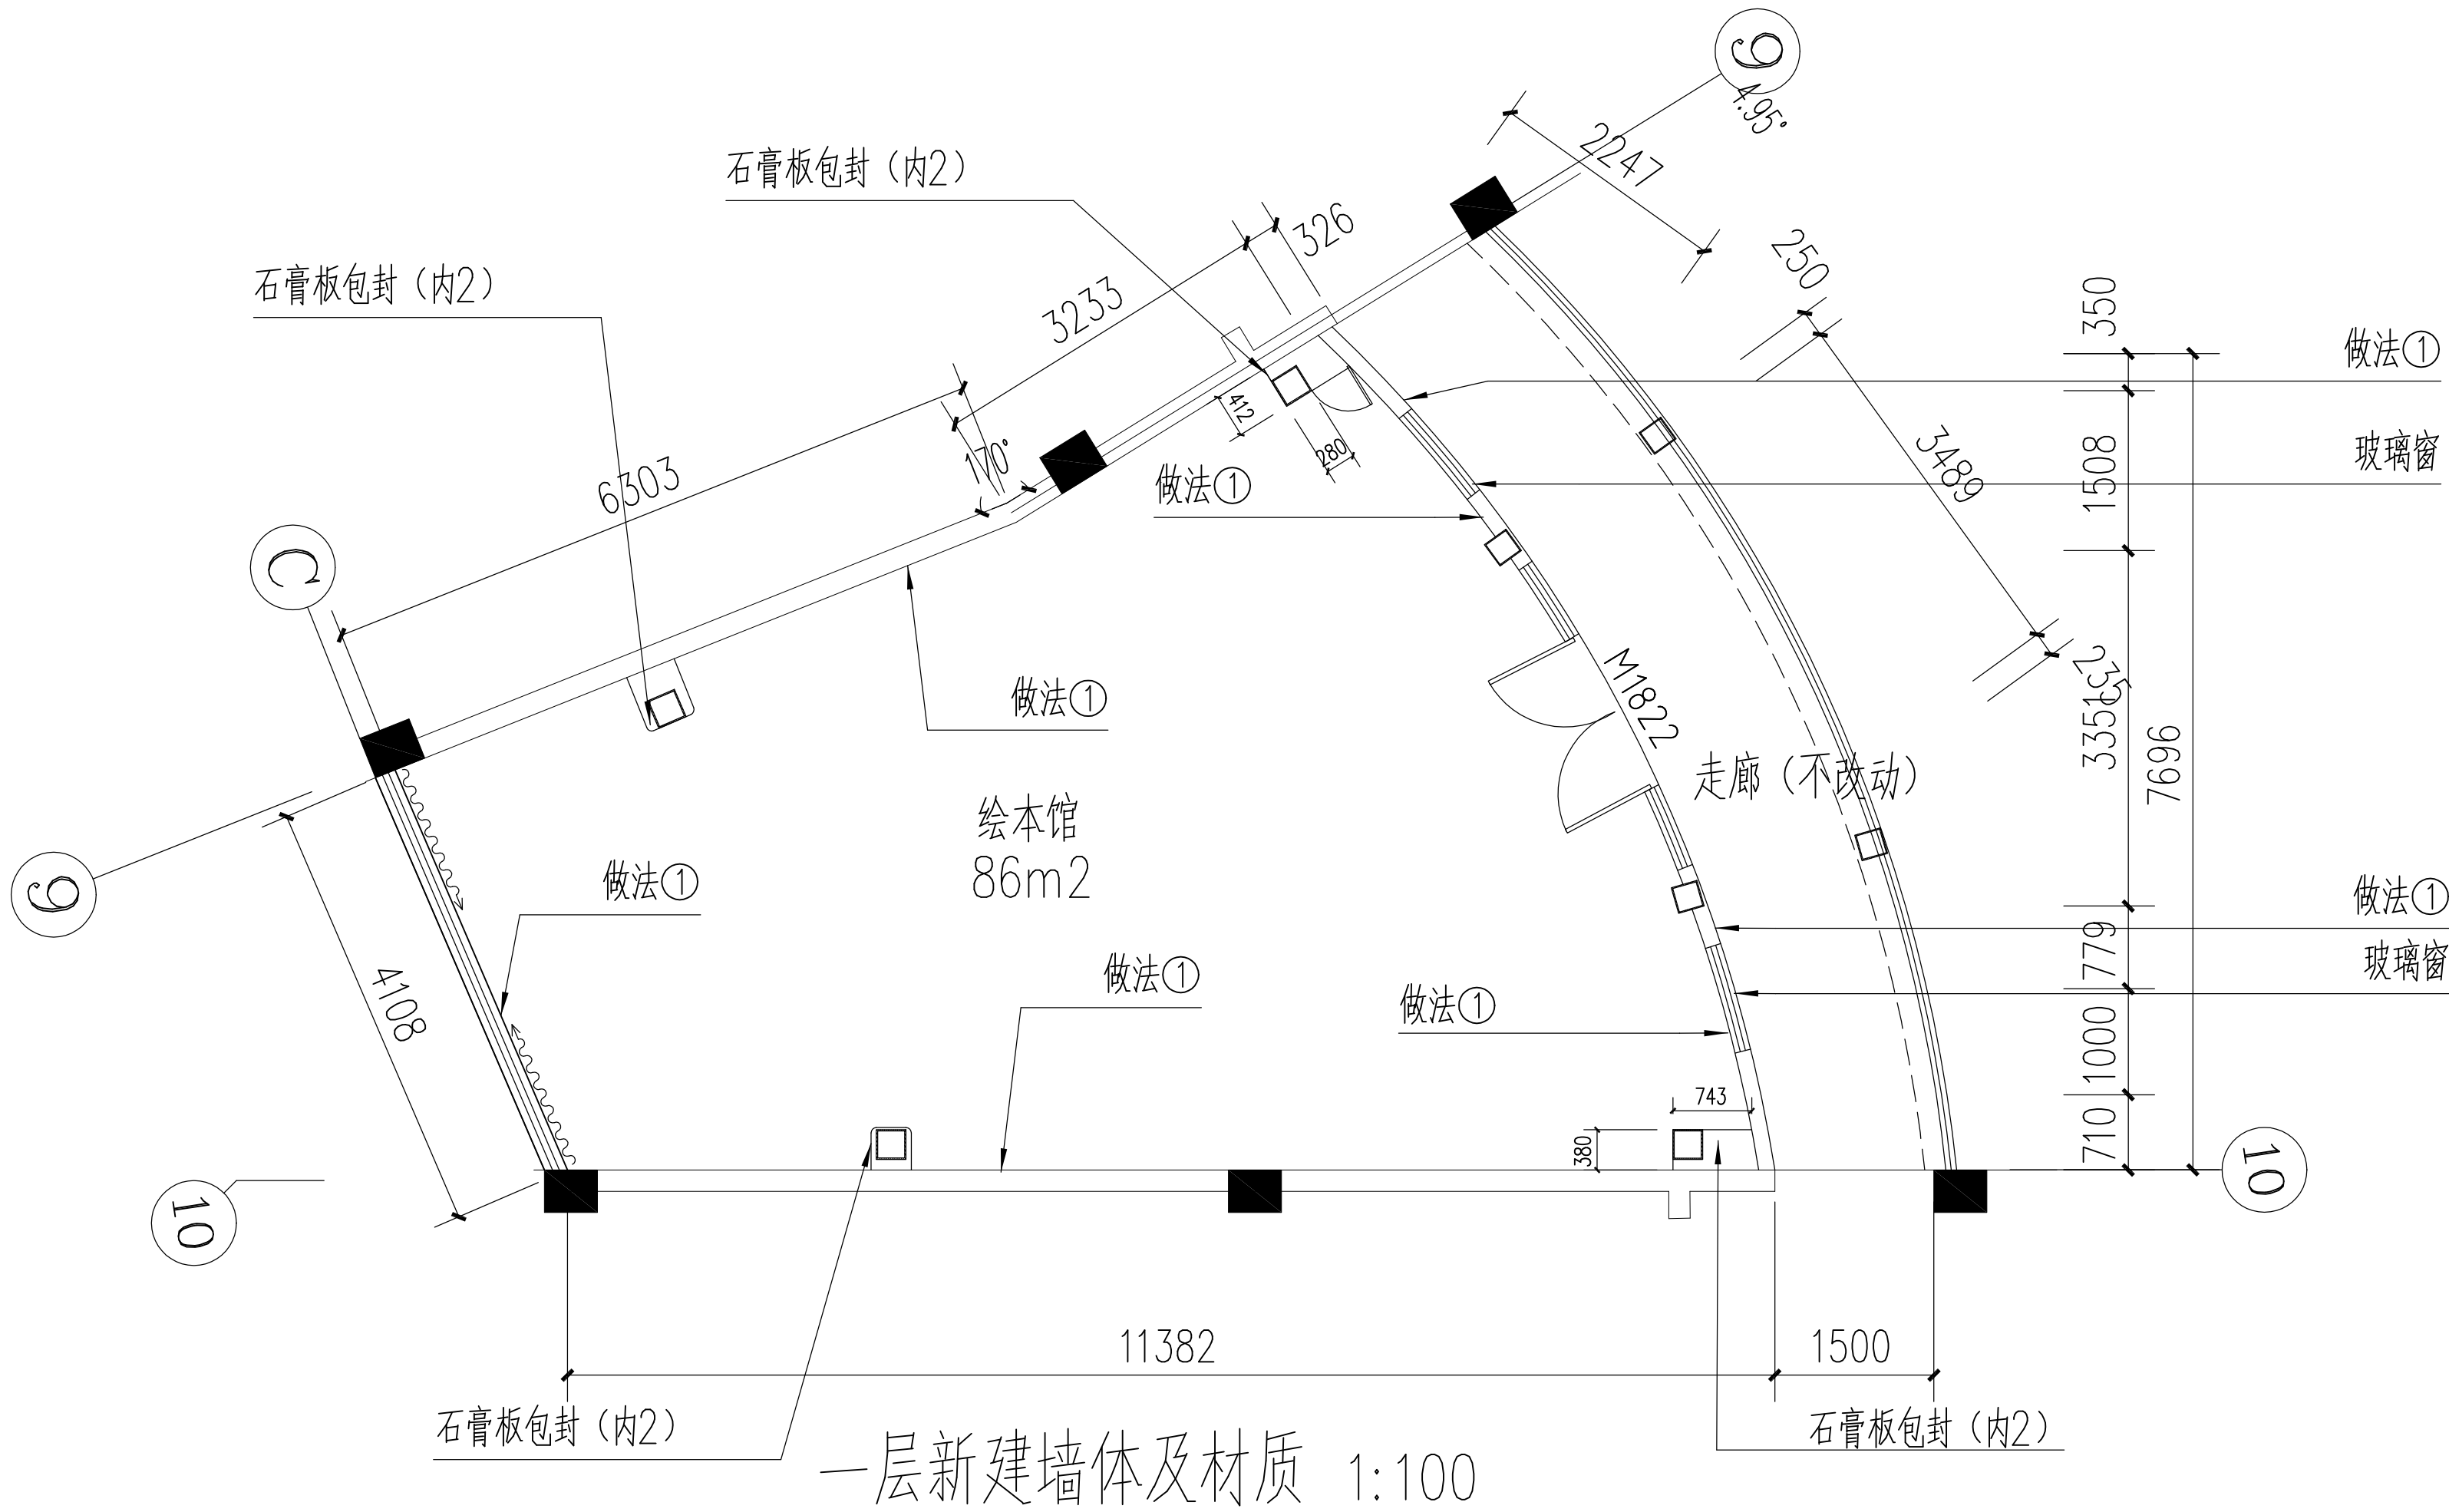 9
4.95°
2247
石膏板包封（内2）
326
250
3233
石膏板包封（内2）
350
做法①
170°
412
280
3489
1508
玻璃窗
6303
做法①
C
M1822
235
3351
7696
做法①
走廊（不改动）
绘本馆
86m2
9
做法①
做法①
779
玻璃窗
4108
做法①
做法①
1000
743
380
710
10
10
11382
1500
石膏板包封（内2）
石膏板包封（内2）
一层新建墙体及材质 1:100